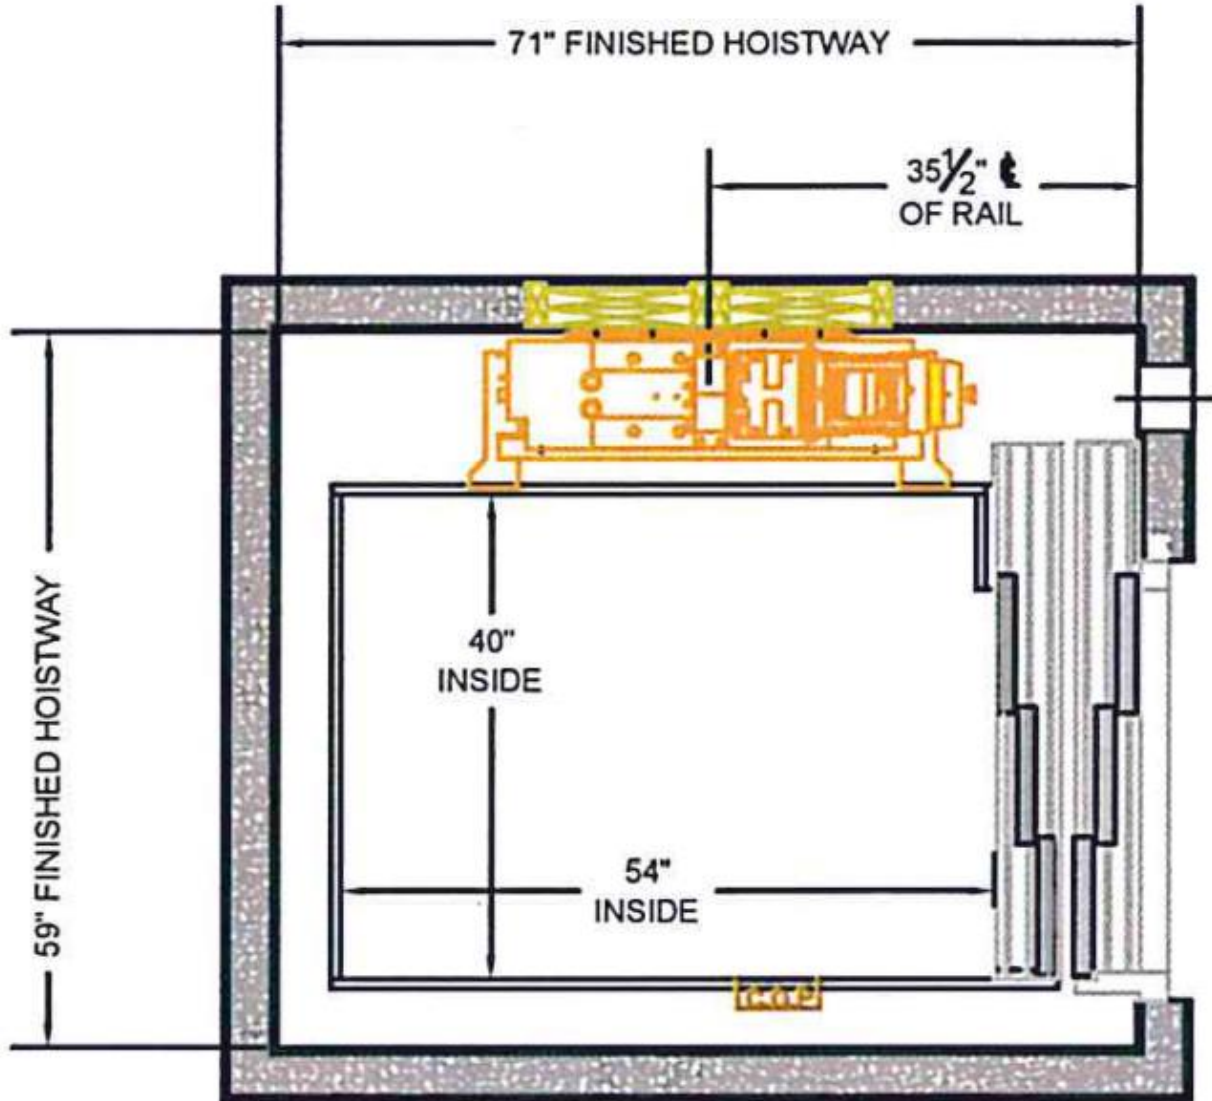 71" FINISHED HOISTWAY
35½" ℄
OF RAIL
59" FINISHED HOISTWAY
40"
INSIDE
54"
INSIDE
C.O.P